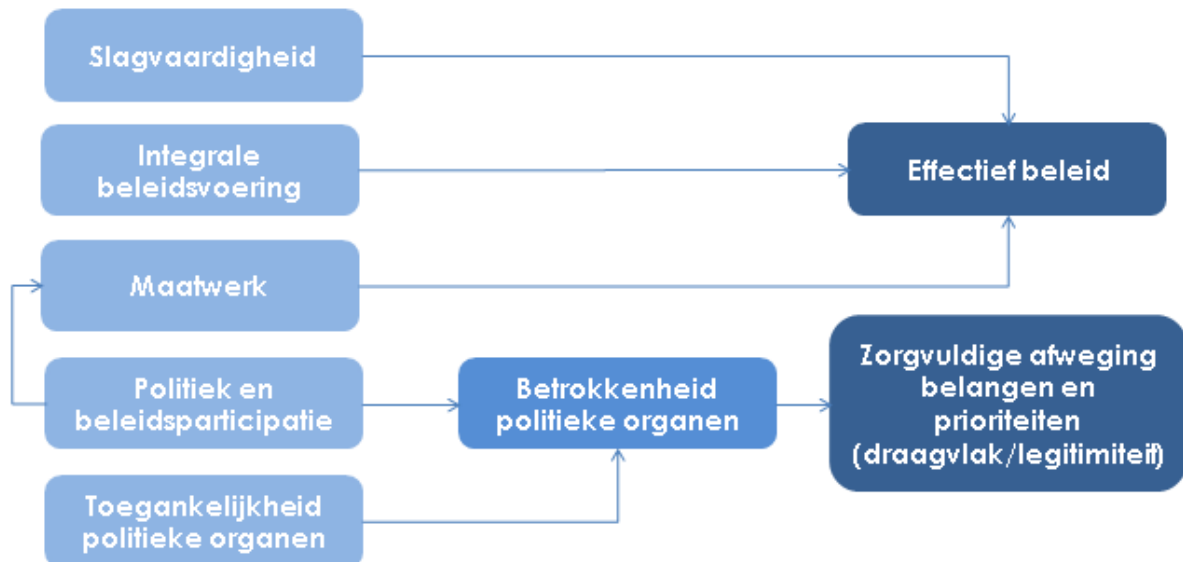 Slagvaardigheid
Integrale
beleidsvoering
Effectief beleid
Maatwerk
Politiek en
beleidsparticipatie
Betrokkenheid
politieke organen
Zorgvuldige afweging
belangen en
prioriteiten
(draagvlak/legitimiteit)
Toegankelijkheid
politieke organen